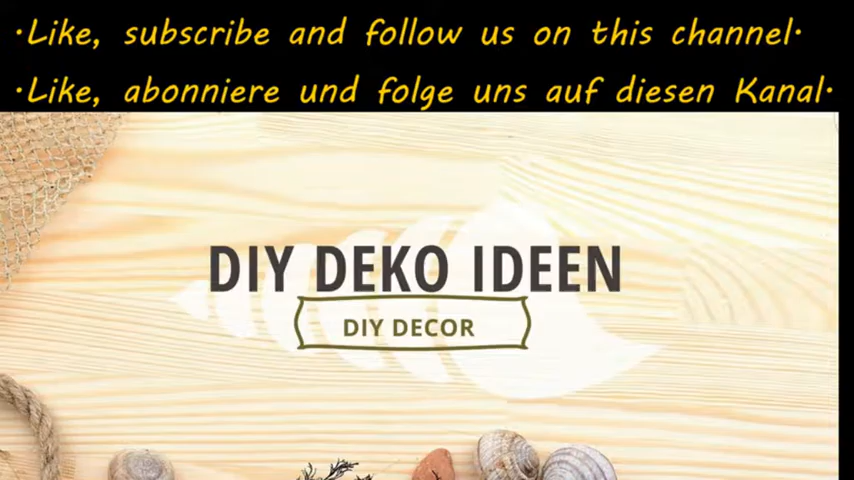 ·Like, subscribe and follow us on this channel·
·Like, abonniere und folge uns auf diesen Kanal·
DIY DEKO IDEEN
DIY DECOR